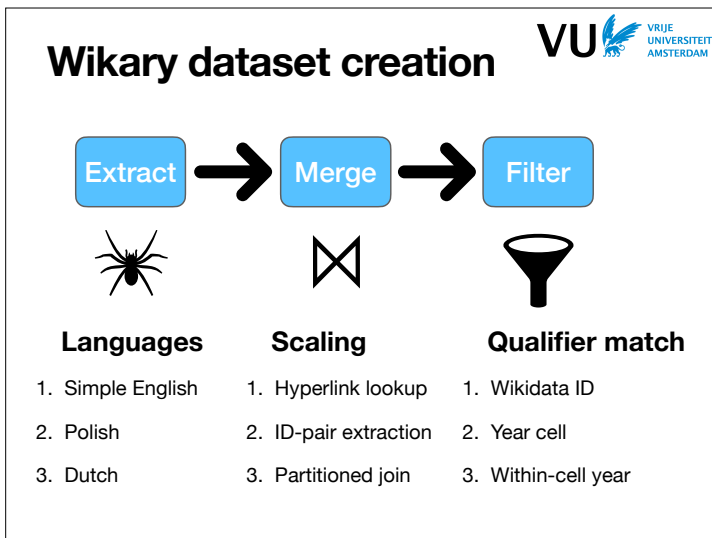 Wikary dataset creation
VU VRIJE
UNIVERSITEIT
AMSTERDAM
Extract
Merge
Filter
Languages
1. Simple English
2. Polish
3. Dutch
Scaling
1. Hyperlink lookup
2. ID-pair extraction
3. Partitioned join
Qualifier match
1. Wikidata ID
2. Year cell
3. Within-cell year